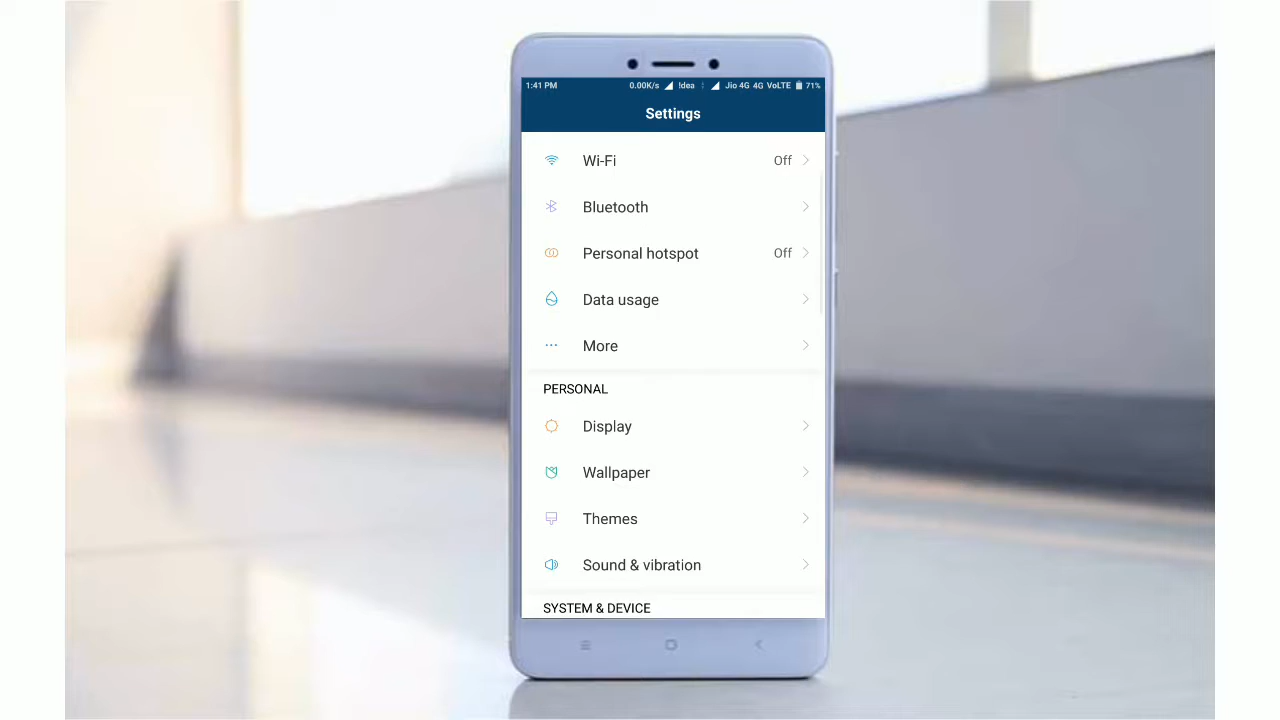 1:41 PM 0.00K/s !dea Jio 4G 4G VoLTE 71%
Settings
Wi-Fi Off
Bluetooth
Personal hotspot Off
Data usage
More
PERSONAL
Display
Wallpaper
Themes
Sound & vibration
SYSTEM & DEVICE